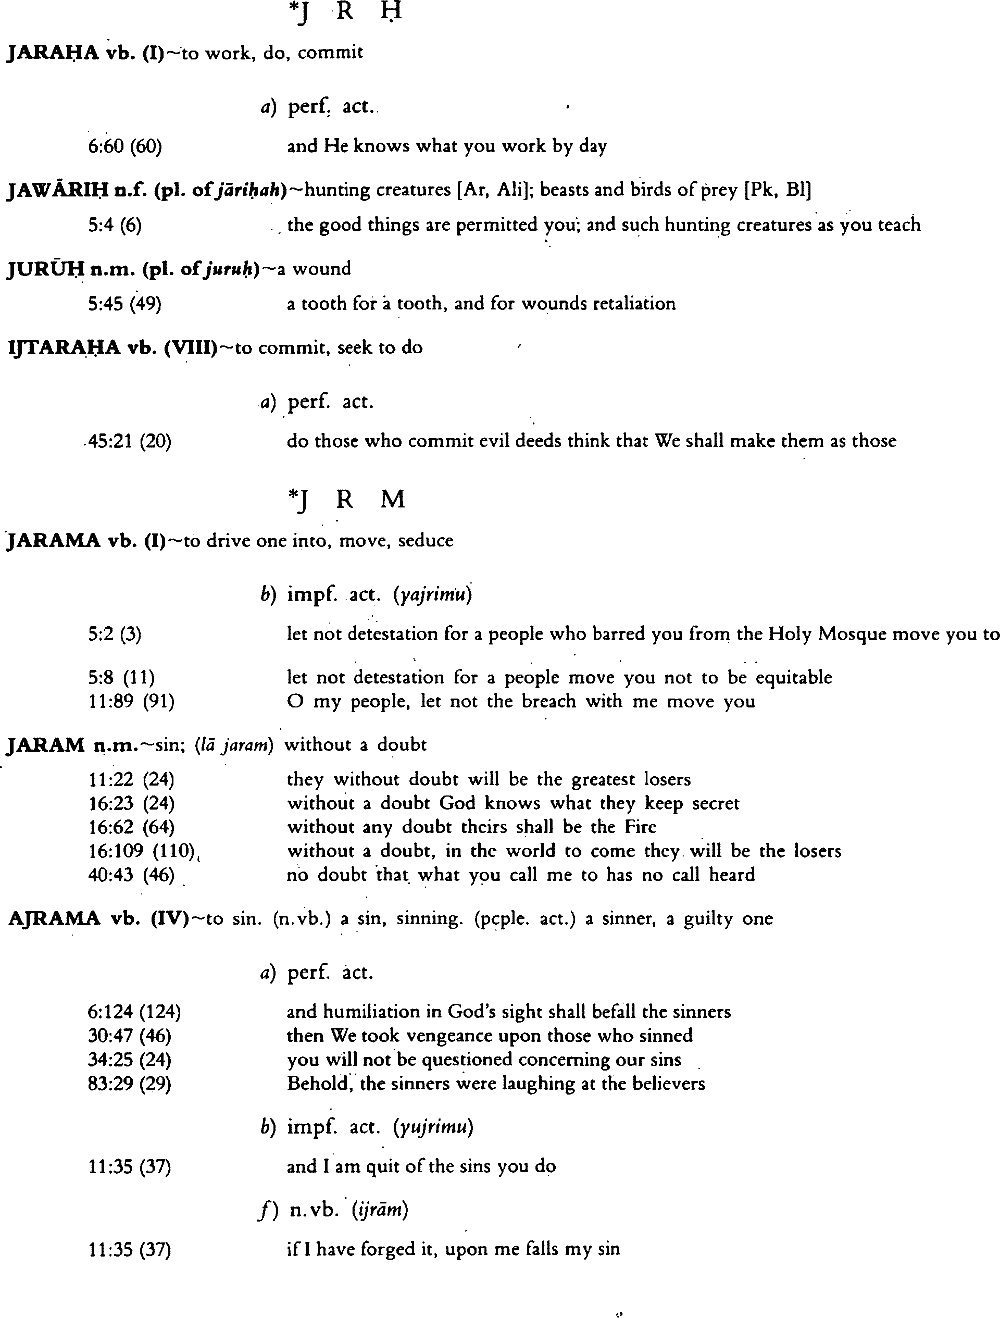 *J R Ḥ
JARAḤA vb. (I)~to work, do, commit
a) perf. act.
6:60 (60) and He knows what you work by day
JAWĀRIḤ n.f. (pl. of jāriḥah)~hunting creatures [Ar, Ali]; beasts and birds of prey [Pk, Bl]
5:4 (6) the good things are permitted you; and such hunting creatures as you teach
JURŪḤ n.m. (pl. of juruḥ)~a wound
5:45 (49) a tooth for a tooth, and for wounds retaliation
IJTARAḤA vb. (VIII)~to commit, seek to do
a) perf. act.
45:21 (20) do those who commit evil deeds think that We shall make them as those
*J R M
JARAMA vb. (I)~to drive one into, move, seduce
b) impf. act. (yajrimu)
5:2 (3) let not detestation for a people who barred you from the Holy Mosque move you to
5:8 (11) let not detestation for a people move you not to be equitable
11:89 (91) O my people, let not the breach with me move you
JARAM n.m.~sin; (lā jaram) without a doubt
11:22 (24) they without doubt will be the greatest losers
16:23 (24) without a doubt God knows what they keep secret
16:62 (64) without any doubt theirs shall be the Fire
16:109 (110) without a doubt, in the world to come they will be the losers
40:43 (46) no doubt that what you call me to has no call heard
AJRAMA vb. (IV)~to sin. (n.vb.) a sin, sinning. (pcple. act.) a sinner, a guilty one
a) perf. act.
6:124 (124) and humiliation in God's sight shall befall the sinners
30:47 (46) then We took vengeance upon those who sinned
34:25 (24) you will not be questioned concerning our sins
83:29 (29) Behold, the sinners were laughing at the believers
b) impf. act. (yujrimu)
11:35 (37) and I am quit of the sins you do
f) n.vb. (ijrām)
11:35 (37) if I have forged it, upon me falls my sin